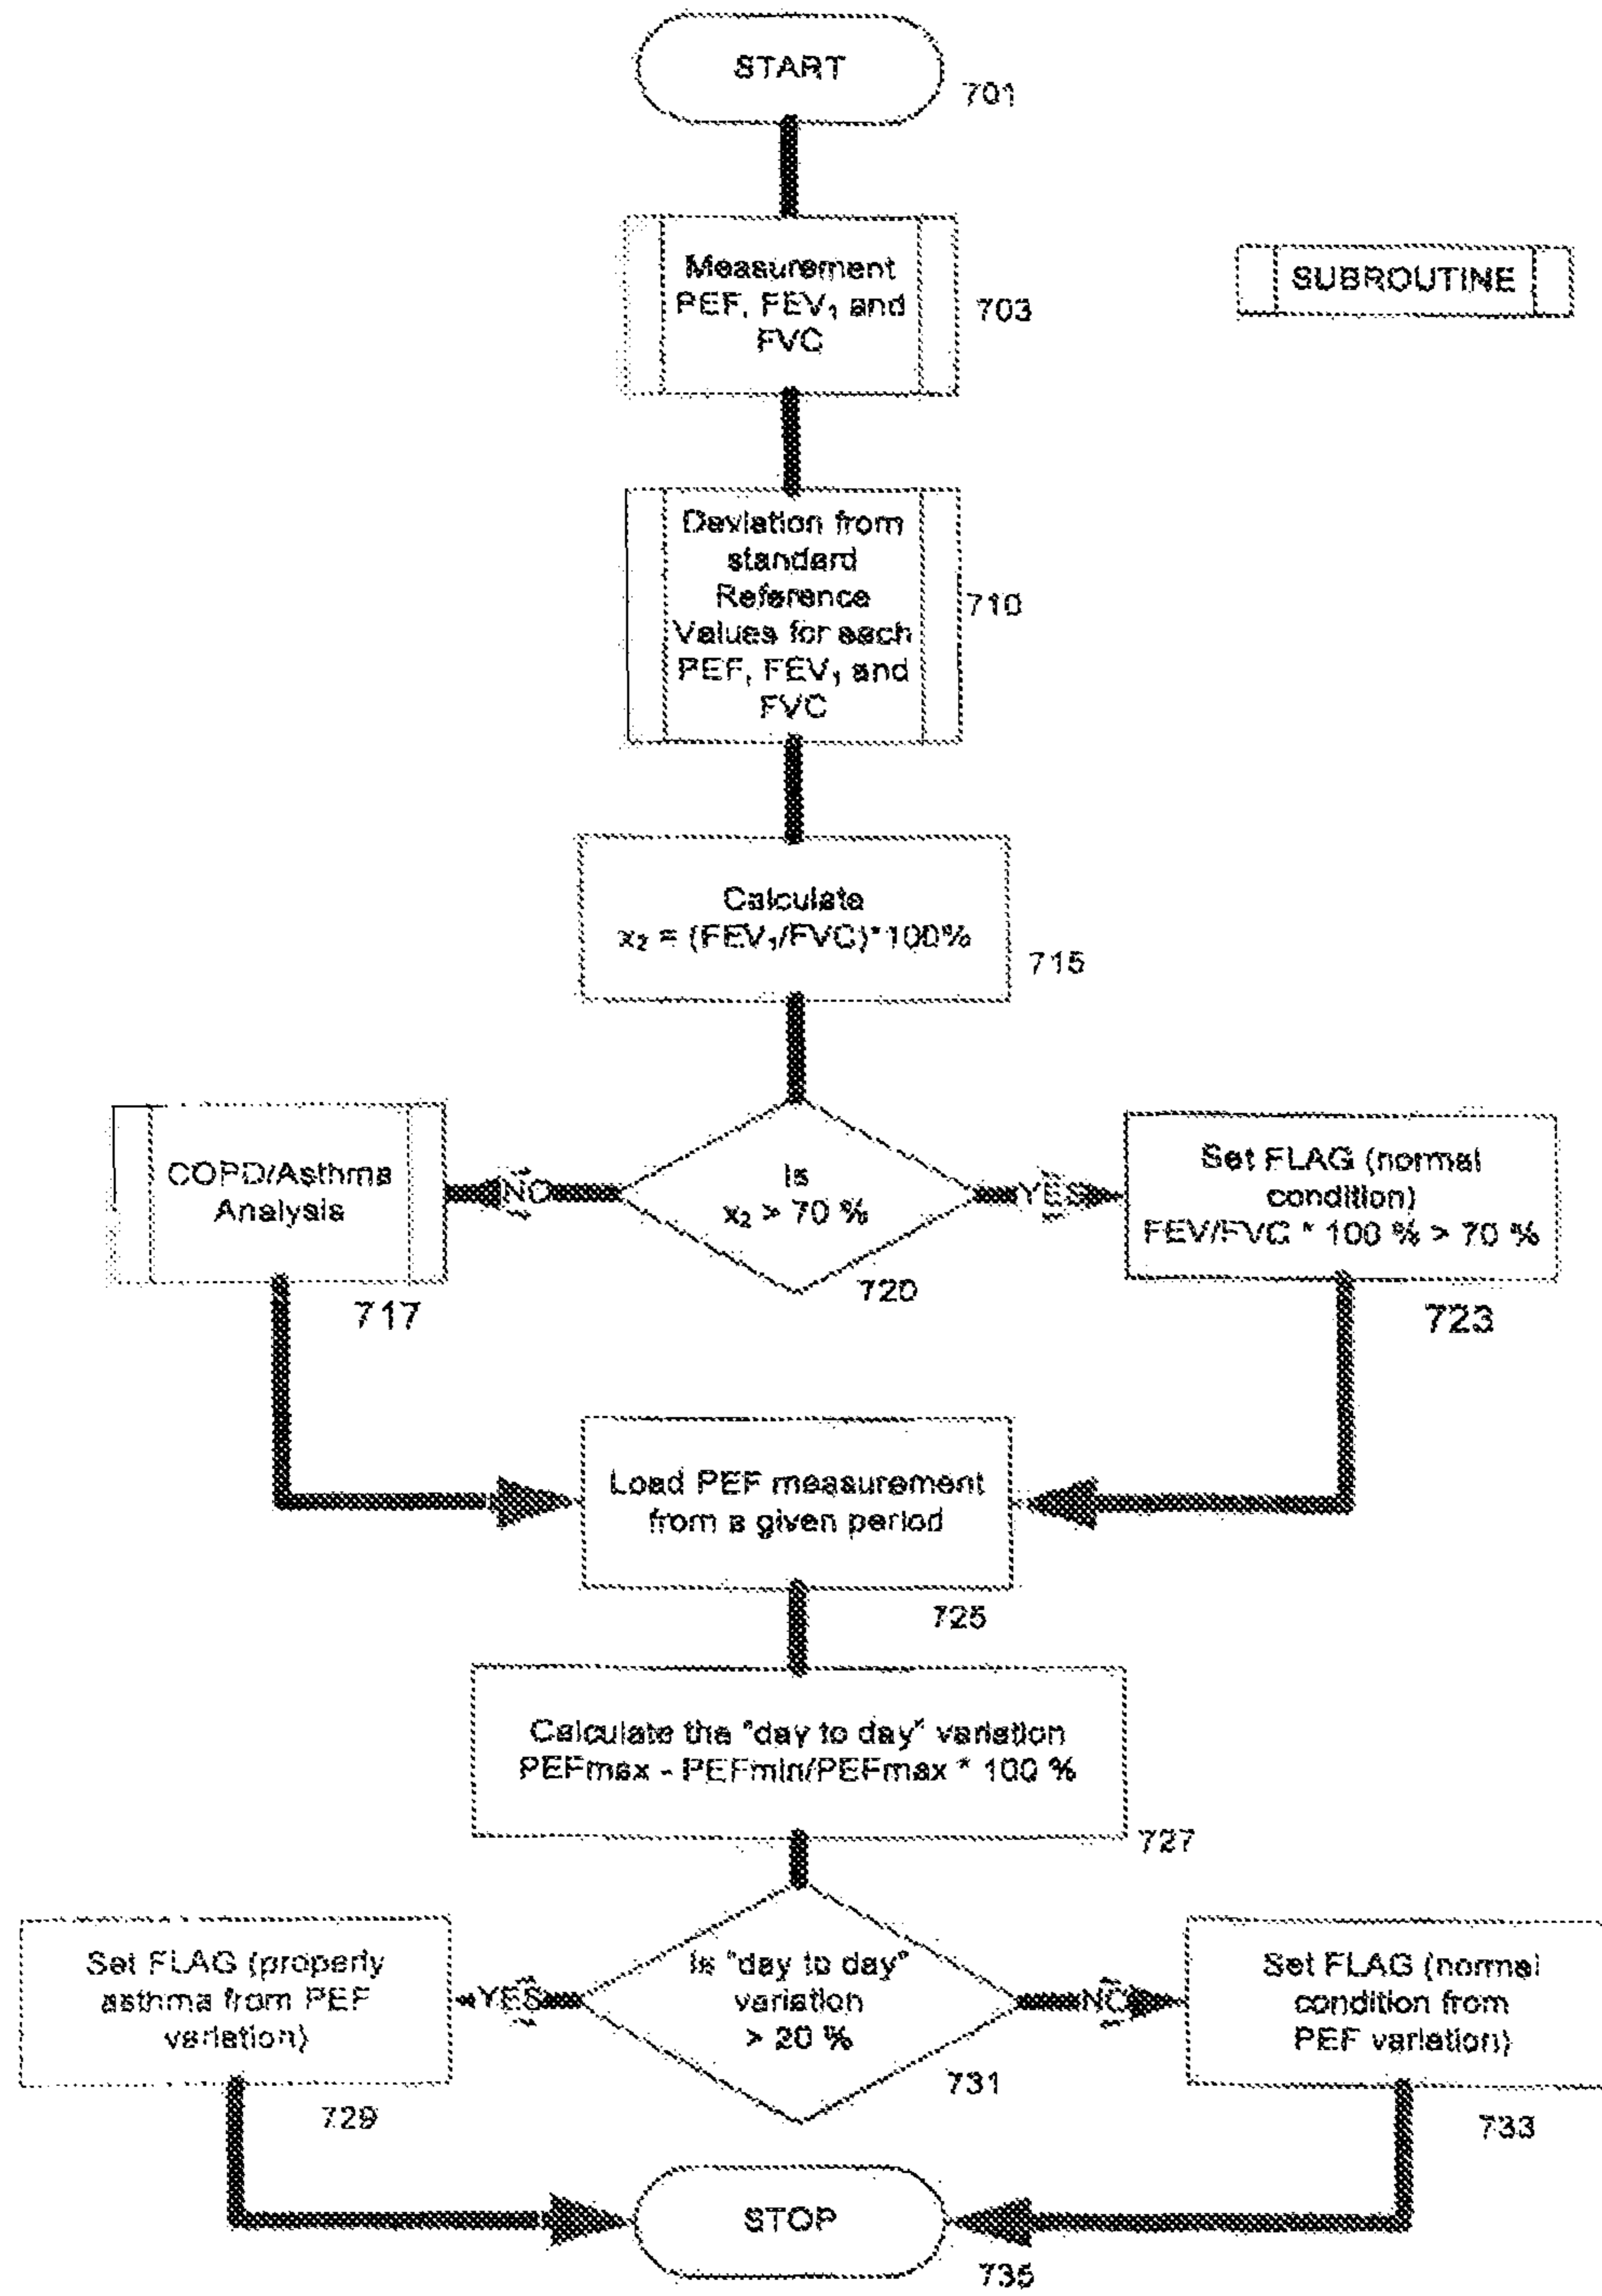 START
701
Measurement
PEF, FEV₁ and
FVC
703
SUBROUTINE
Deviation from
standard
Reference
Values for each
PEF, FEV₁ and
FVC
710
Calculate
x₂ = (FEV₁/FVC)*100%
715
COPD/Asthma
Analysis
717
NO
Is
x₂ > 70 %
720
YES
Set FLAG (normal
condition)
FEV/FVC * 100 % > 70 %
723
Load PEF measurement
from a given period
725
Calculate the "day to day" variation
PEFmax - PEFmin/PEFmax * 100 %
727
Set FLAG (properly
asthma from PEF
variation)
729
YES
Is "day to day"
variation
> 20 %
731
NO
Set FLAG (normal
condition from
PEF variation)
733
STOP
735